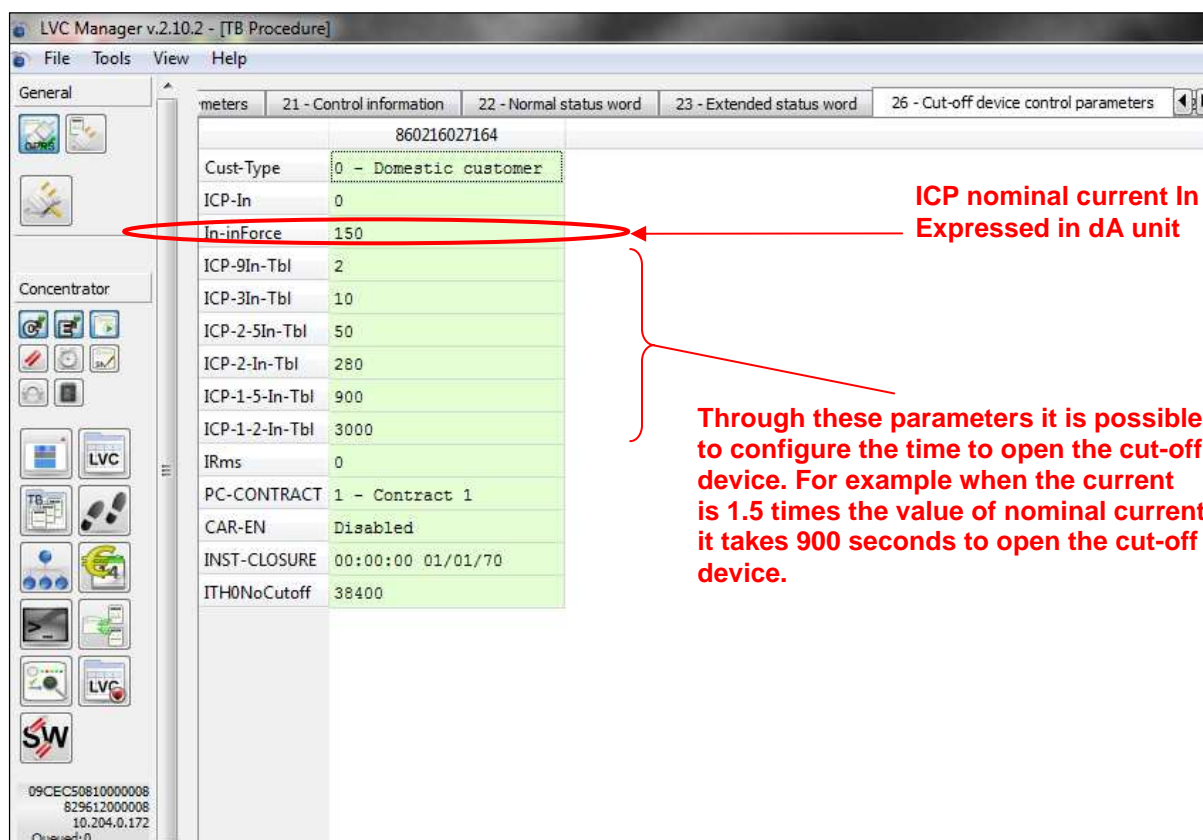 LVC Manager v.2.10.2 - [TB Procedure]
File Tools View Help
General
GPRS
meters 21 - Control information 22 - Normal status word 23 - Extended status word 26 - Cut-off device control parameters
860216027164
Cust-Type 0 - Domestic customer
ICP-In 0
In-inForce 150
ICP-9In-Tbl 2
ICP-3In-Tbl 10
ICP-2-5In-Tbl 50
ICP-2-In-Tbl 280
ICP-1-5-In-Tbl 900
ICP-1-2-In-Tbl 3000
IRms 0
PC-CONTRACT 1 - Contract 1
CAR-EN Disabled
INST-CLOSURE 00:00:00 01/01/70
ITH0NoCutoff 38400
ICP nominal current In
Expressed in dA unit
Through these parameters it is possible
to configure the time to open the cut-off
device. For example when the current
is 1.5 times the value of nominal current
it takes 900 seconds to open the cut-off
device.
Concentrator
LVC
TB
4
>_
LVC
SW
09CEC50810000008
829612000008
10.204.0.172
Queued:0